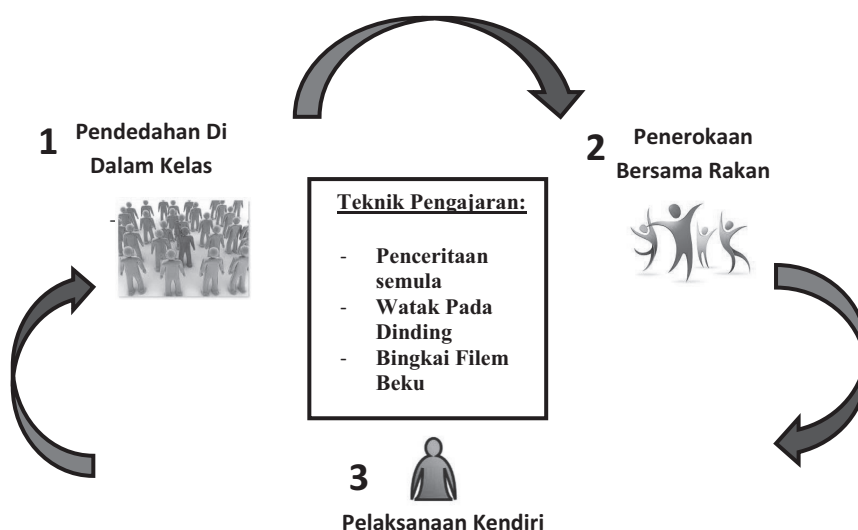 1
Pendedahan Di
Dalam Kelas
-
2
Penerokaan
Bersama Rakan
Teknik Pengajaran:
- Penceritaan
semula
- Watak Pada
Dinding
- Bingkai Filem
Beku
3
Pelaksanaan Kendiri